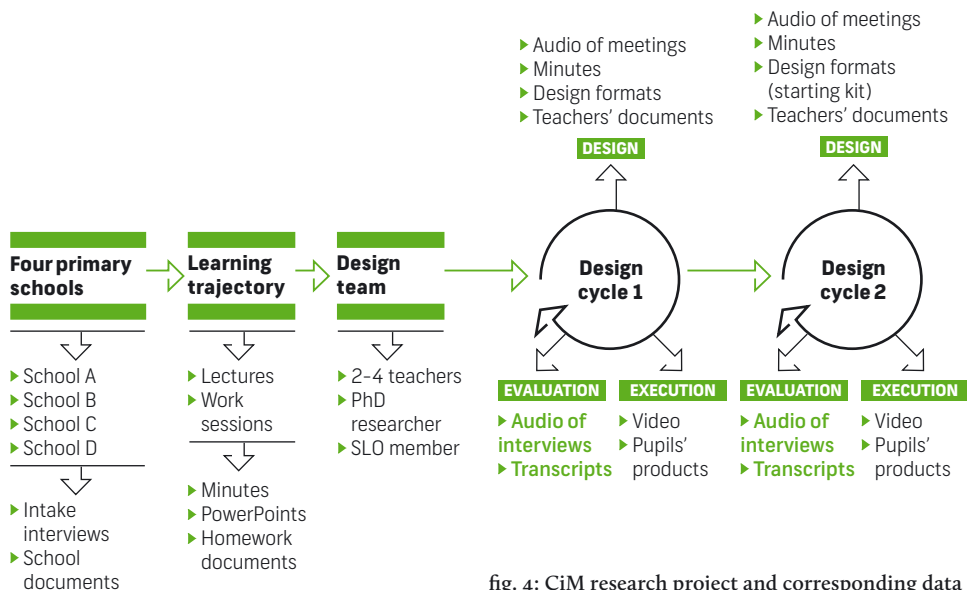 Four primary
schools
▸ School A
▸ School B
▸ School C
▸ School D
▸ Intake
interviews
▸ School
documents
Learning
trajectory
▸ Lectures
▸ Work
sessions
▸ Minutes
▸ PowerPoints
▸ Homework
documents
Design
team
▸ 2-4 teachers
▸ PhD
researcher
▸ SLO member
▸ Audio of meetings
▸ Minutes
▸ Design formats
▸ Teachers’ documents
DESIGN
Design
cycle 1
EVALUATION
▸ Audio of
interviews
▸ Transcripts
EXECUTION
▸ Video
▸ Pupils’
products
▸ Audio of meetings
▸ Minutes
▸ Design formats
(starting kit)
▸ Teachers’ documents
DESIGN
Design
cycle 2
EVALUATION
▸ Audio of
interviews
▸ Transcripts
EXECUTION
▸ Video
▸ Pupils’
products
fig. 4: CiM research project and corresponding data